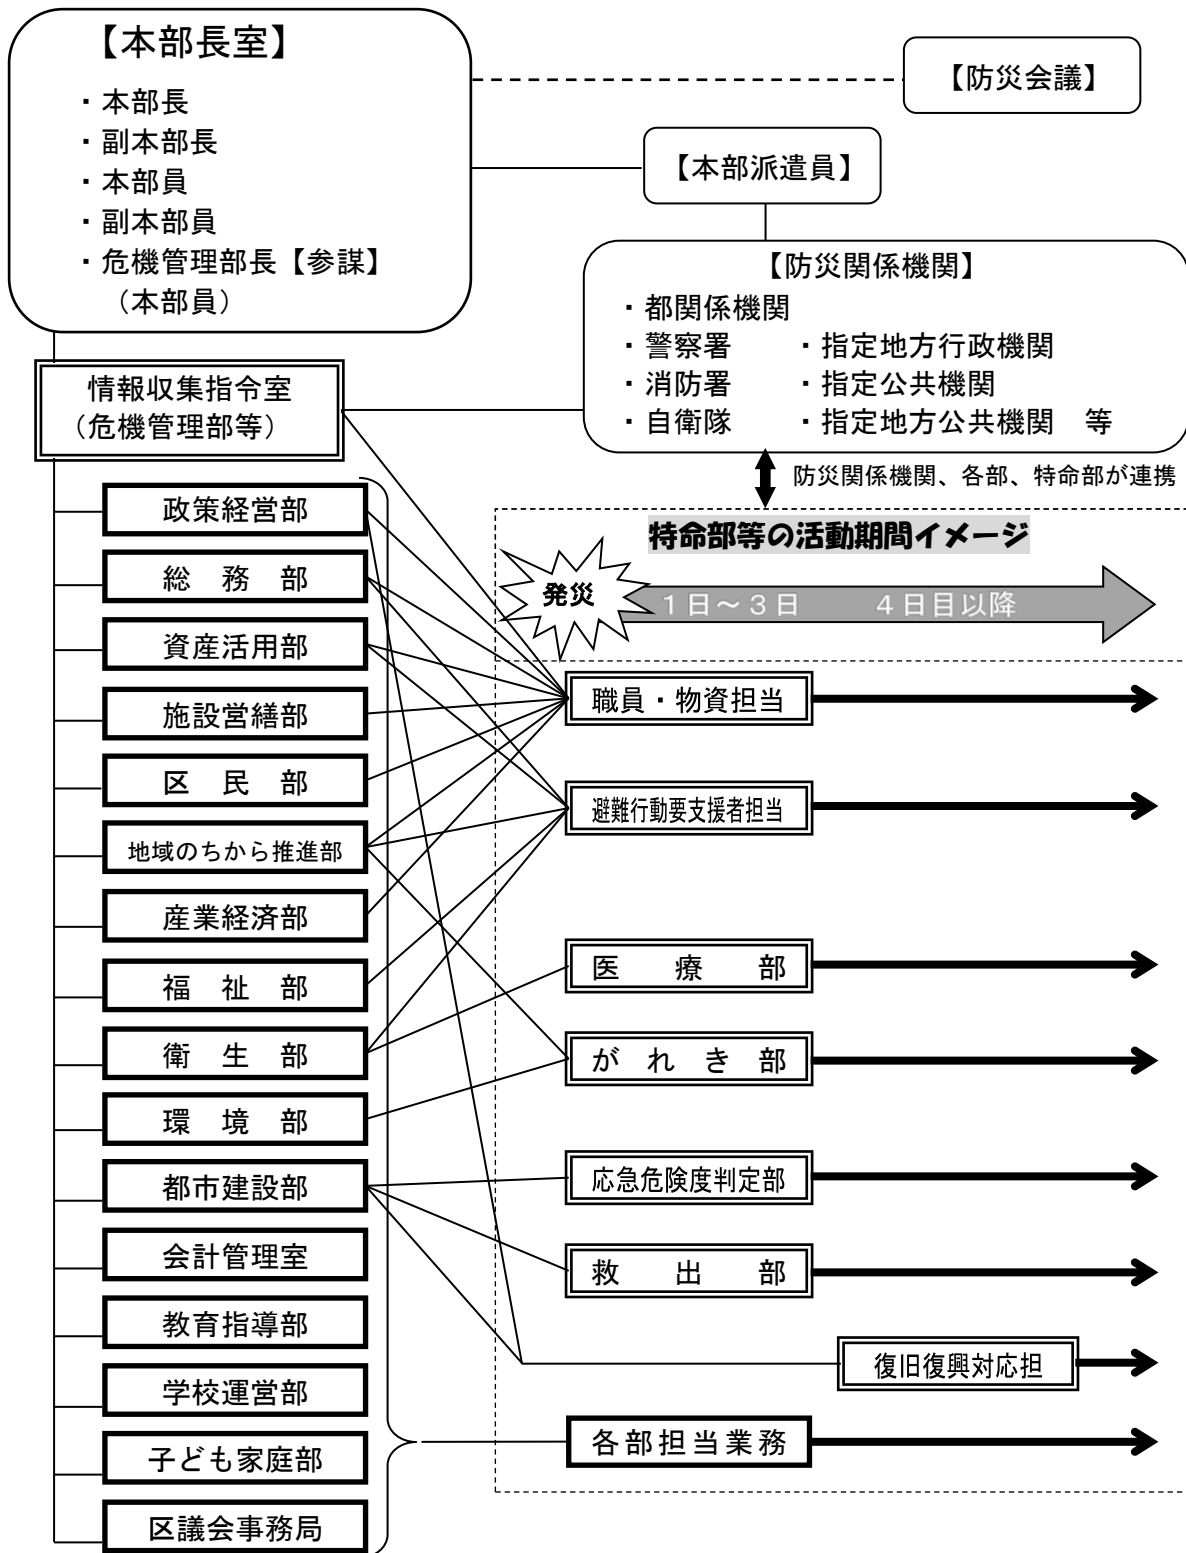 【本部長室】
・本部長
・副本部長
・本部員
・副本部員
・危機管理部長【参謀】
（本部員）
【防災会議】
【本部派遣員】
【防災関係機関】
・都関係機関
・警察署　・指定地方行政機関
・消防署　・指定公共機関
・自衛隊　・指定地方公共機関　等
情報収集指令室
（危機管理部等）
防災関係機関、各部、特命部が連携
特命部等の活動期間イメージ
発災
１日～３日　４日目以降
政策経営部
総　務　部
資産活用部
施設営繕部
区　民　部
地域のちから推進部
産業経済部
福　祉　部
衛　生　部
環　境　部
都市建設部
会計管理室
教育指導部
学校運営部
子ども家庭部
区議会事務局
職員・物資担当
避難行動要支援者担当
医　療　部
がれき部
応急危険度判定部
救　出　部
復旧復興対応担
各部担当業務